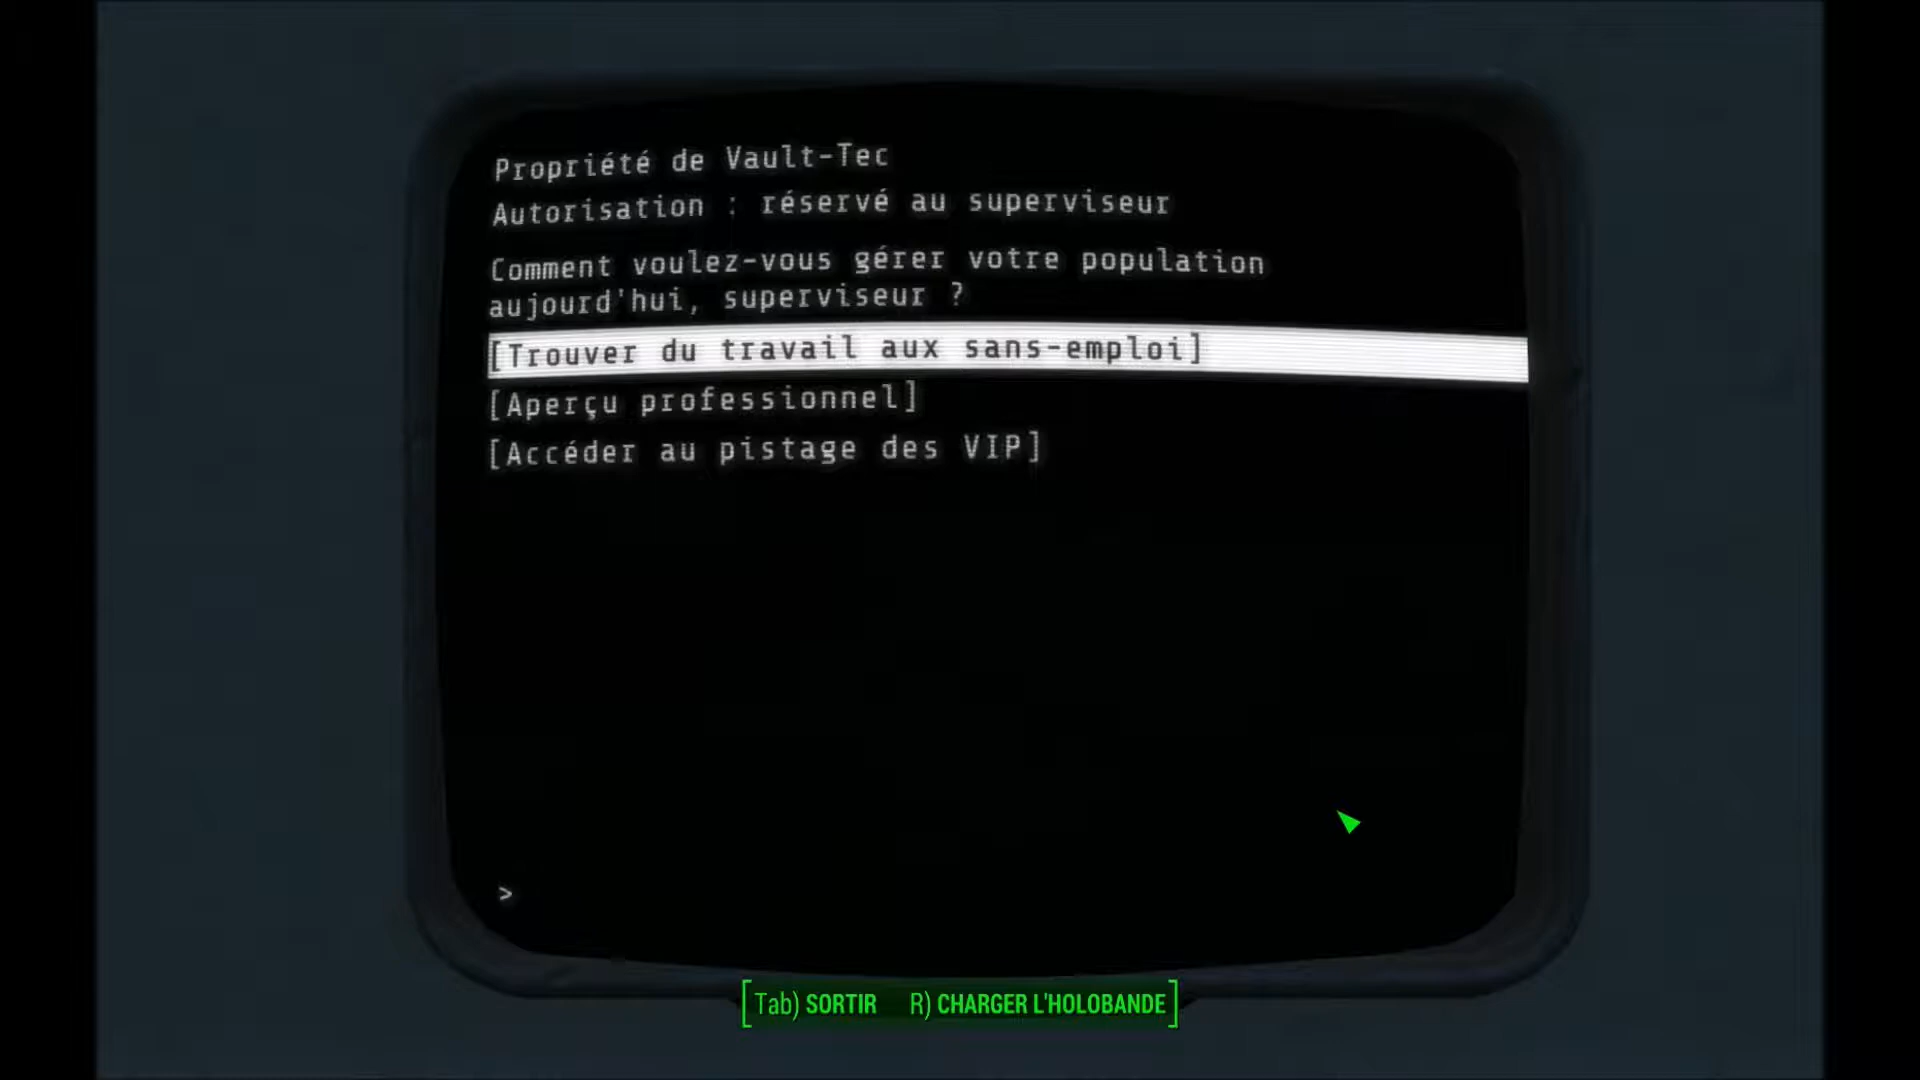 Propriété de Vault-Tec
Autorisation : réservé au superviseur
Comment voulez-vous gérer votre population
aujourd'hui, superviseur ?
[Trouver du travail aux sans-emploi]
[Aperçu professionnel]
[Accéder au pistage des VIP]
>
[Tab) SORTIR R) CHARGER L'HOLOBANDE]